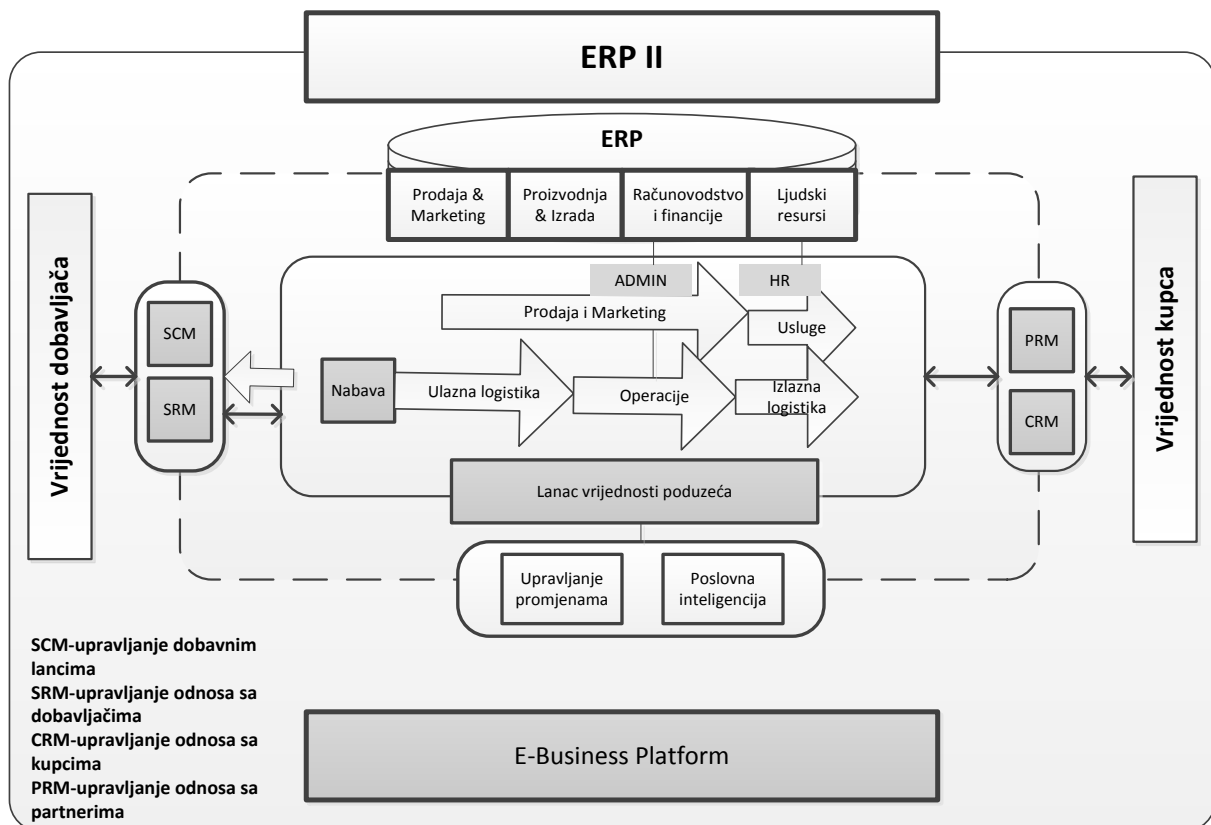 ERP II
ERP
Prodaja &
Marketing
Proizvodnja
& Izrada
Računovodstvo
i financije
Ljudski
resursi
Vrijednost dobavljača
SCM
SRM
ADMIN
HR
Prodaja i Marketing
Usluge
Nabava
Ulazna logistika
Operacije
Izlazna
logistika
PRM
CRM
Vrijednost kupca
Lanac vrijednosti poduzeća
Upravljanje
promjenama
Poslovna
inteligencija
SCM-upravljanje dobavnim
lancima
SRM-upravljanje odnosa sa
dobavljačima
CRM-upravljanje odnosa sa
kupcima
PRM-upravljanje odnosa sa
partnerima
E-Business Platform